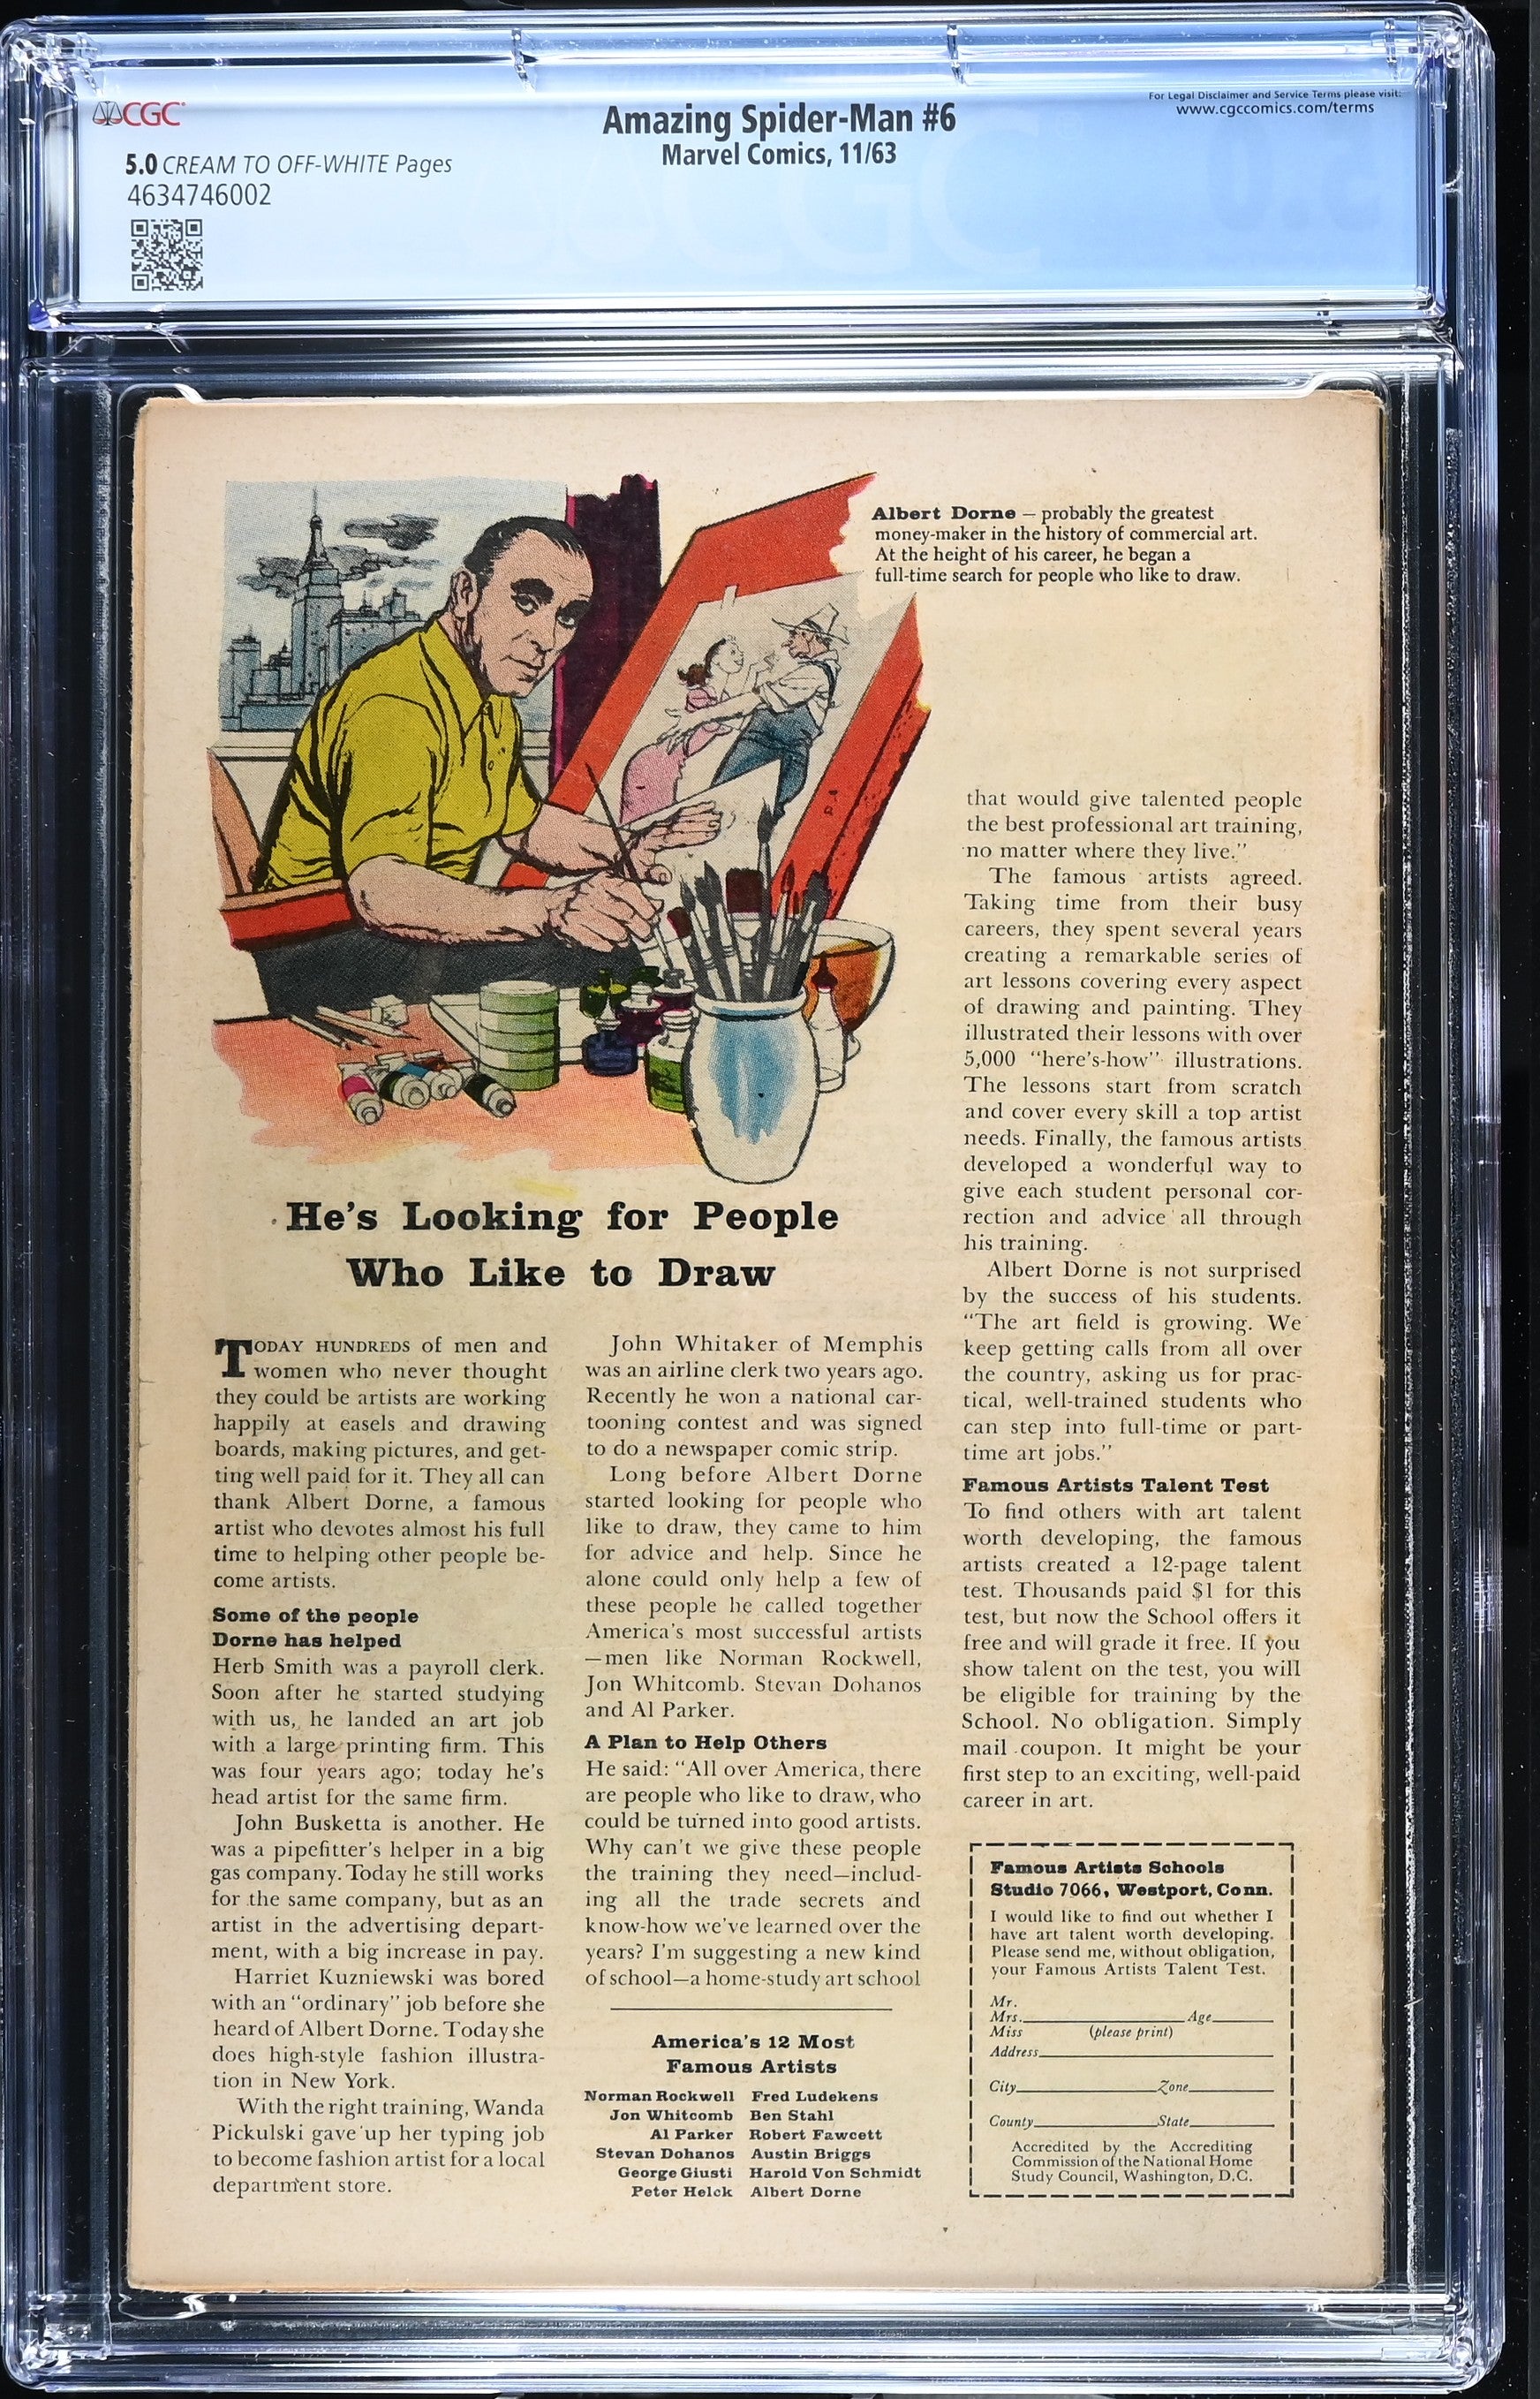 CGC
Amazing Spider-Man #6
Marvel Comics, 11/63
For Legal Disclaimer and Service Terms please visit:
www.cgccomics.com/terms
5.0 CREAM TO OFF-WHITE Pages
4634746002
Albert Dorne — probably the greatest
money-maker in the history of commercial art.
At the height of his career, he began a
full-time search for people who like to draw.
He's Looking for People
Who Like to Draw
TODAY HUNDREDS of men and
women who never thought
they could be artists are working
happily at easels and drawing
boards, making pictures, and get-
ting well paid for it. They all can
thank Albert Dorne, a famous
artist who devotes almost his full
time to helping other people be-
come artists.
Some of the people
Dorne has helped
Herb Smith was a payroll clerk.
Soon after he started studying
with us, he landed an art job
with a large printing firm. This
was four years ago; today he's
head artist for the same firm.
John Busketta is another. He
was a pipefitter's helper in a big
gas company. Today he still works
for the same company, but as an
artist in the advertising depart-
ment, with a big increase in pay.
Harriet Kuzniewski was bored
with an "ordinary" job before she
heard of Albert Dorne. Today she
does high-style fashion illustra-
tion in New York.
With the right training, Wanda
Pickulski gave up her typing job
to become fashion artist for a local
department store.
John Whitaker of Memphis
was an airline clerk two years ago.
Recently he won a national car-
tooning contest and was signed
to do a newspaper comic strip.
Long before Albert Dorne
started looking for people who
like to draw, they came to him
for advice and help. Since he
alone could only help a few of
these people he called together
America's most successful artists
—men like Norman Rockwell,
Jon Whitcomb. Stevan Dohanos
and Al Parker.
A Plan to Help Others
He said: "All over America, there
are people who like to draw, who
could be turned into good artists.
Why can't we give these people
the training they need—includ-
ing all the trade secrets and
know-how we've learned over the
years? I'm suggesting a new kind
of school—a home-study art school
America's 12 Most
Famous Artists
Norman Rockwell Fred Ludekens
Jon Whitcomb Ben Stahl
Al Parker Robert Fawcett
Stevan Dohanos Austin Briggs
George Giusti Harold Von Schmidt
Peter Helck Albert Dorne
that would give talented people
the best professional art training,
no matter where they live."
The famous artists agreed.
Taking time from their busy
careers, they spent several years
creating a remarkable series of
art lessons covering every aspect
of drawing and painting. They
illustrated their lessons with over
5,000 "here's-how" illustrations.
The lessons start from scratch
and cover every skill a top artist
needs. Finally, the famous artists
developed a wonderful way to
give each student personal cor-
rection and advice all through
his training.
Albert Dorne is not surprised
by the success of his students.
"The art field is growing. We
keep getting calls from all over
the country, asking us for prac-
tical, well-trained students who
can step into full-time or part-
time art jobs."
Famous Artists Talent Test
To find others with art talent
worth developing, the famous
artists created a 12-page talent
test. Thousands paid $1 for this
test, but now the School offers it
free and will grade it free. If you
show talent on the test, you will
be eligible for training by the
School. No obligation. Simply
mail coupon. It might be your
first step to an exciting, well-paid
career in art.
Famous Artists Schools
Studio 7066, Westport, Conn.
I would like to find out whether I
have art talent worth developing.
Please send me, without obligation,
your Famous Artists Talent Test.
Mr.
Mrs. Age
Miss (please print)
Address
City Zone
County State
Accredited by the Accrediting
Commission of the National Home
Study Council, Washington, D.C.